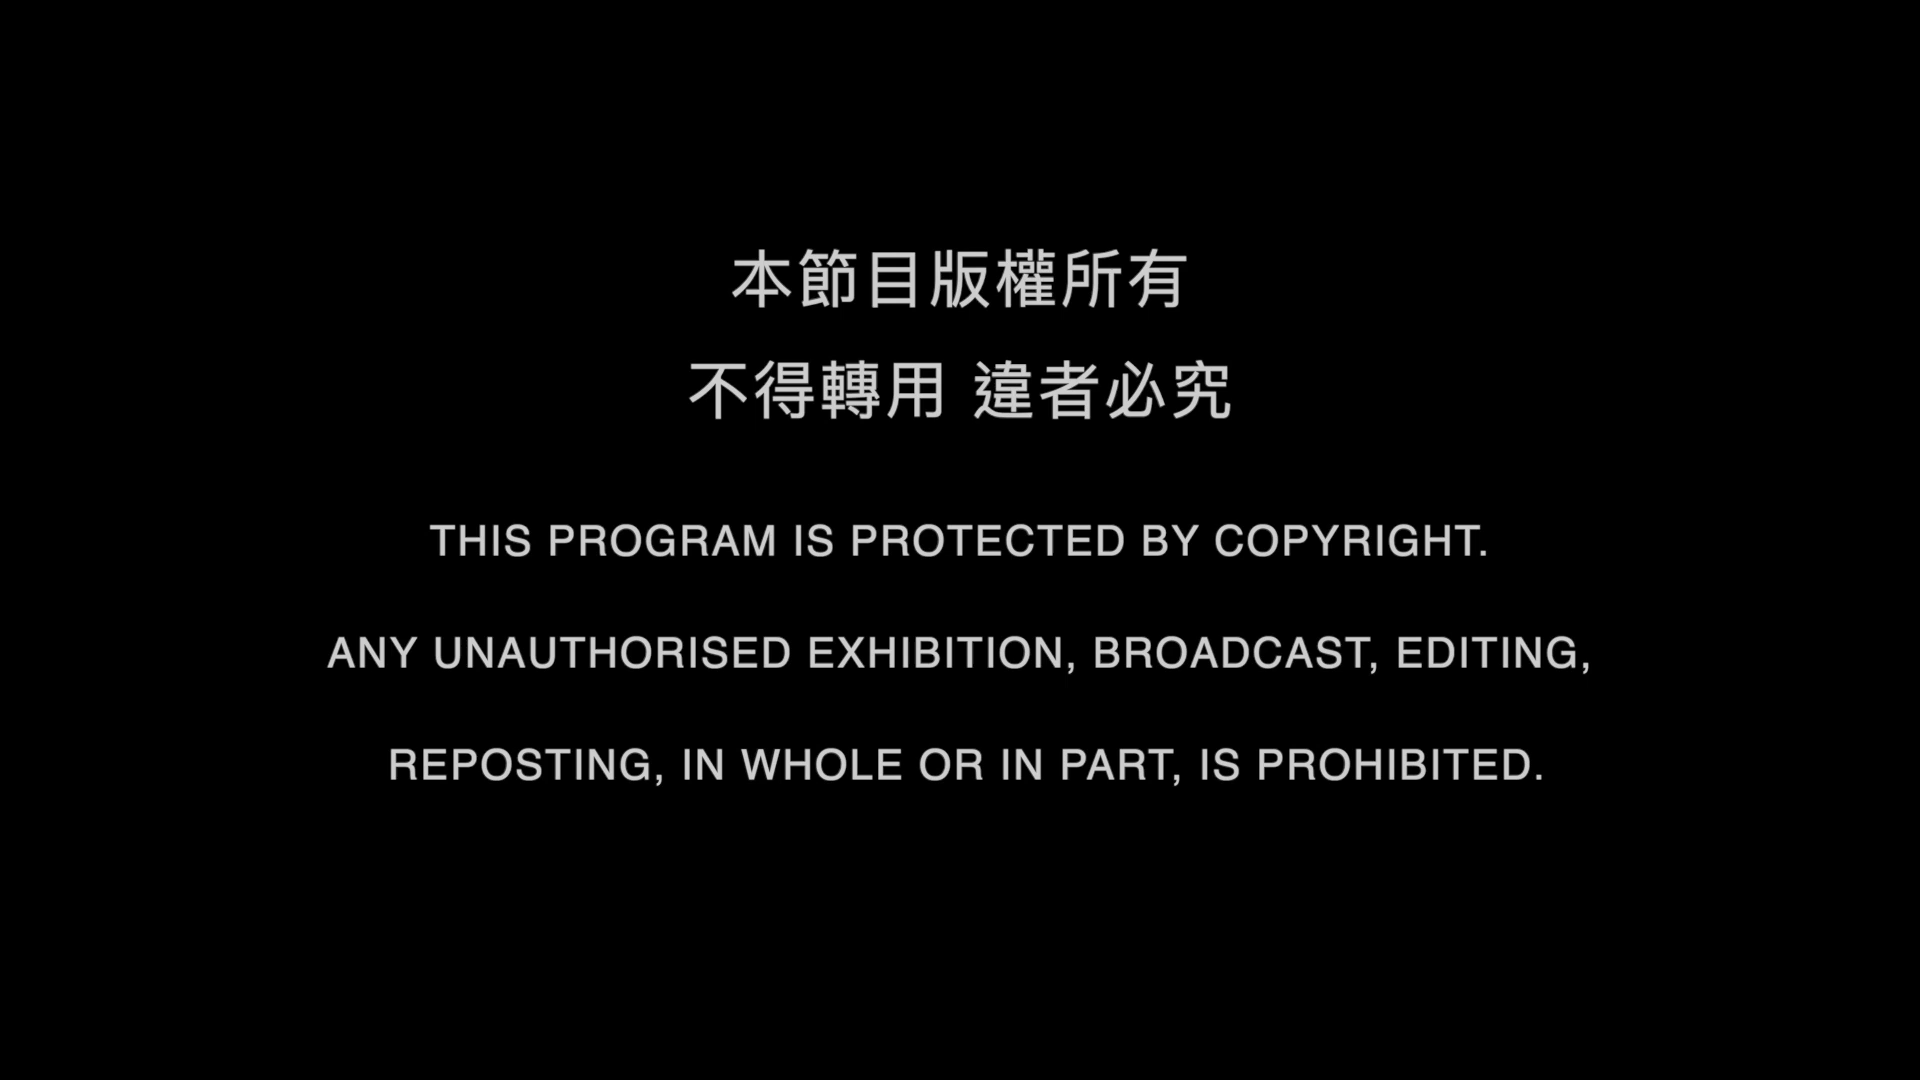 本節目版權所有
不得轉用 違者必究
THIS PROGRAM IS PROTECTED BY COPYRIGHT.
ANY UNAUTHORISED EXHIBITION, BROADCAST, EDITING,
REPOSTING, IN WHOLE OR IN PART, IS PROHIBITED.